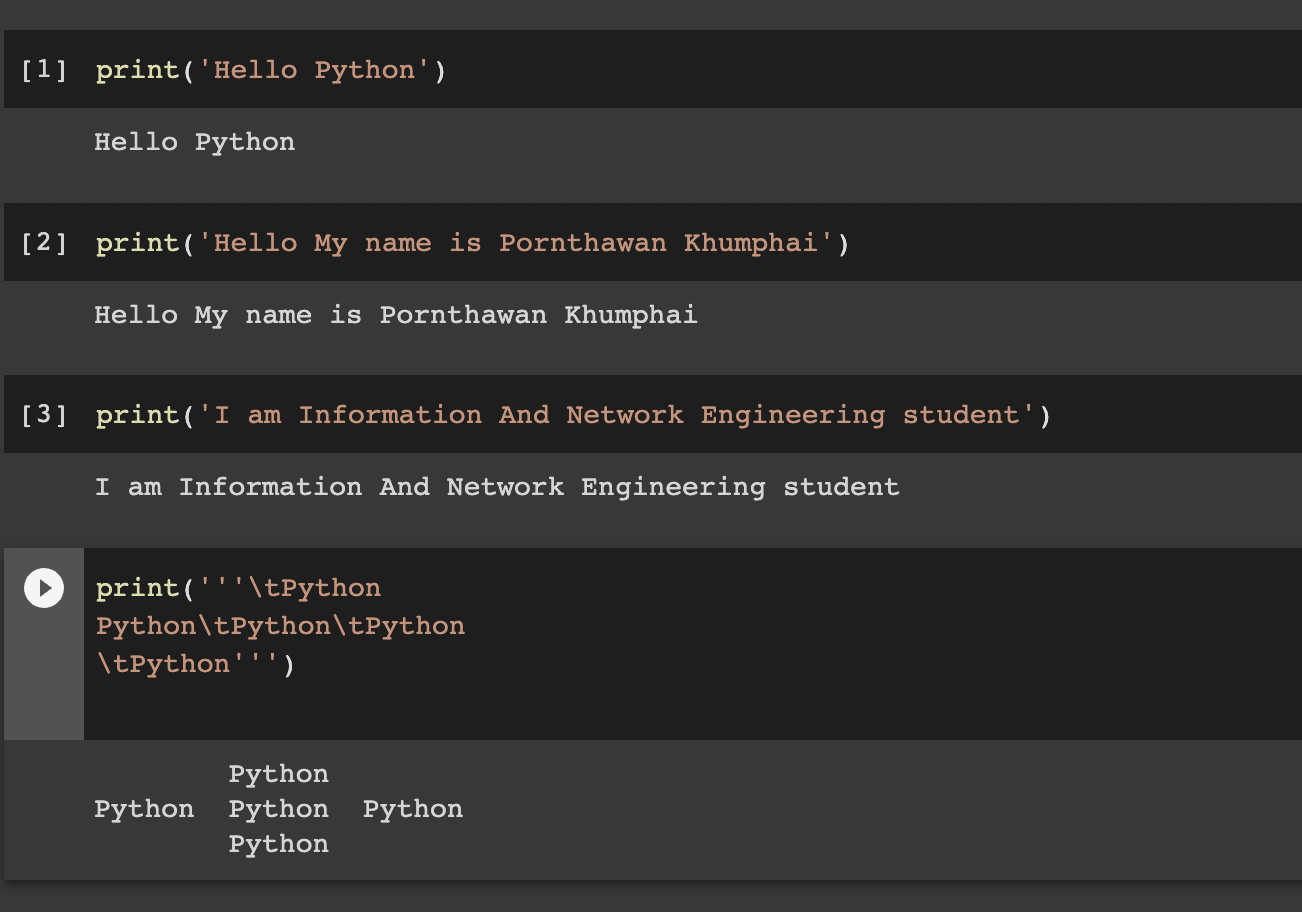 [1] print('Hello Python')
Hello Python
[2] print('Hello My name is Pornthawan Khumphai')
Hello My name is Pornthawan Khumphai
[3] print('I am Information And Network Engineering student')
I am Information And Network Engineering student
print('''\tPython
Python\tPython\tPython
\tPython''')
        Python
Python  Python  Python
        Python